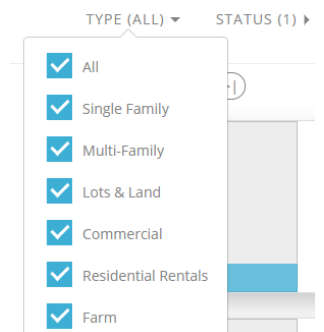 TYPE (ALL) STATUS (1)
All
Single Family
Multi-Family
Lots & Land
Commercial
Residential Rentals
Farm